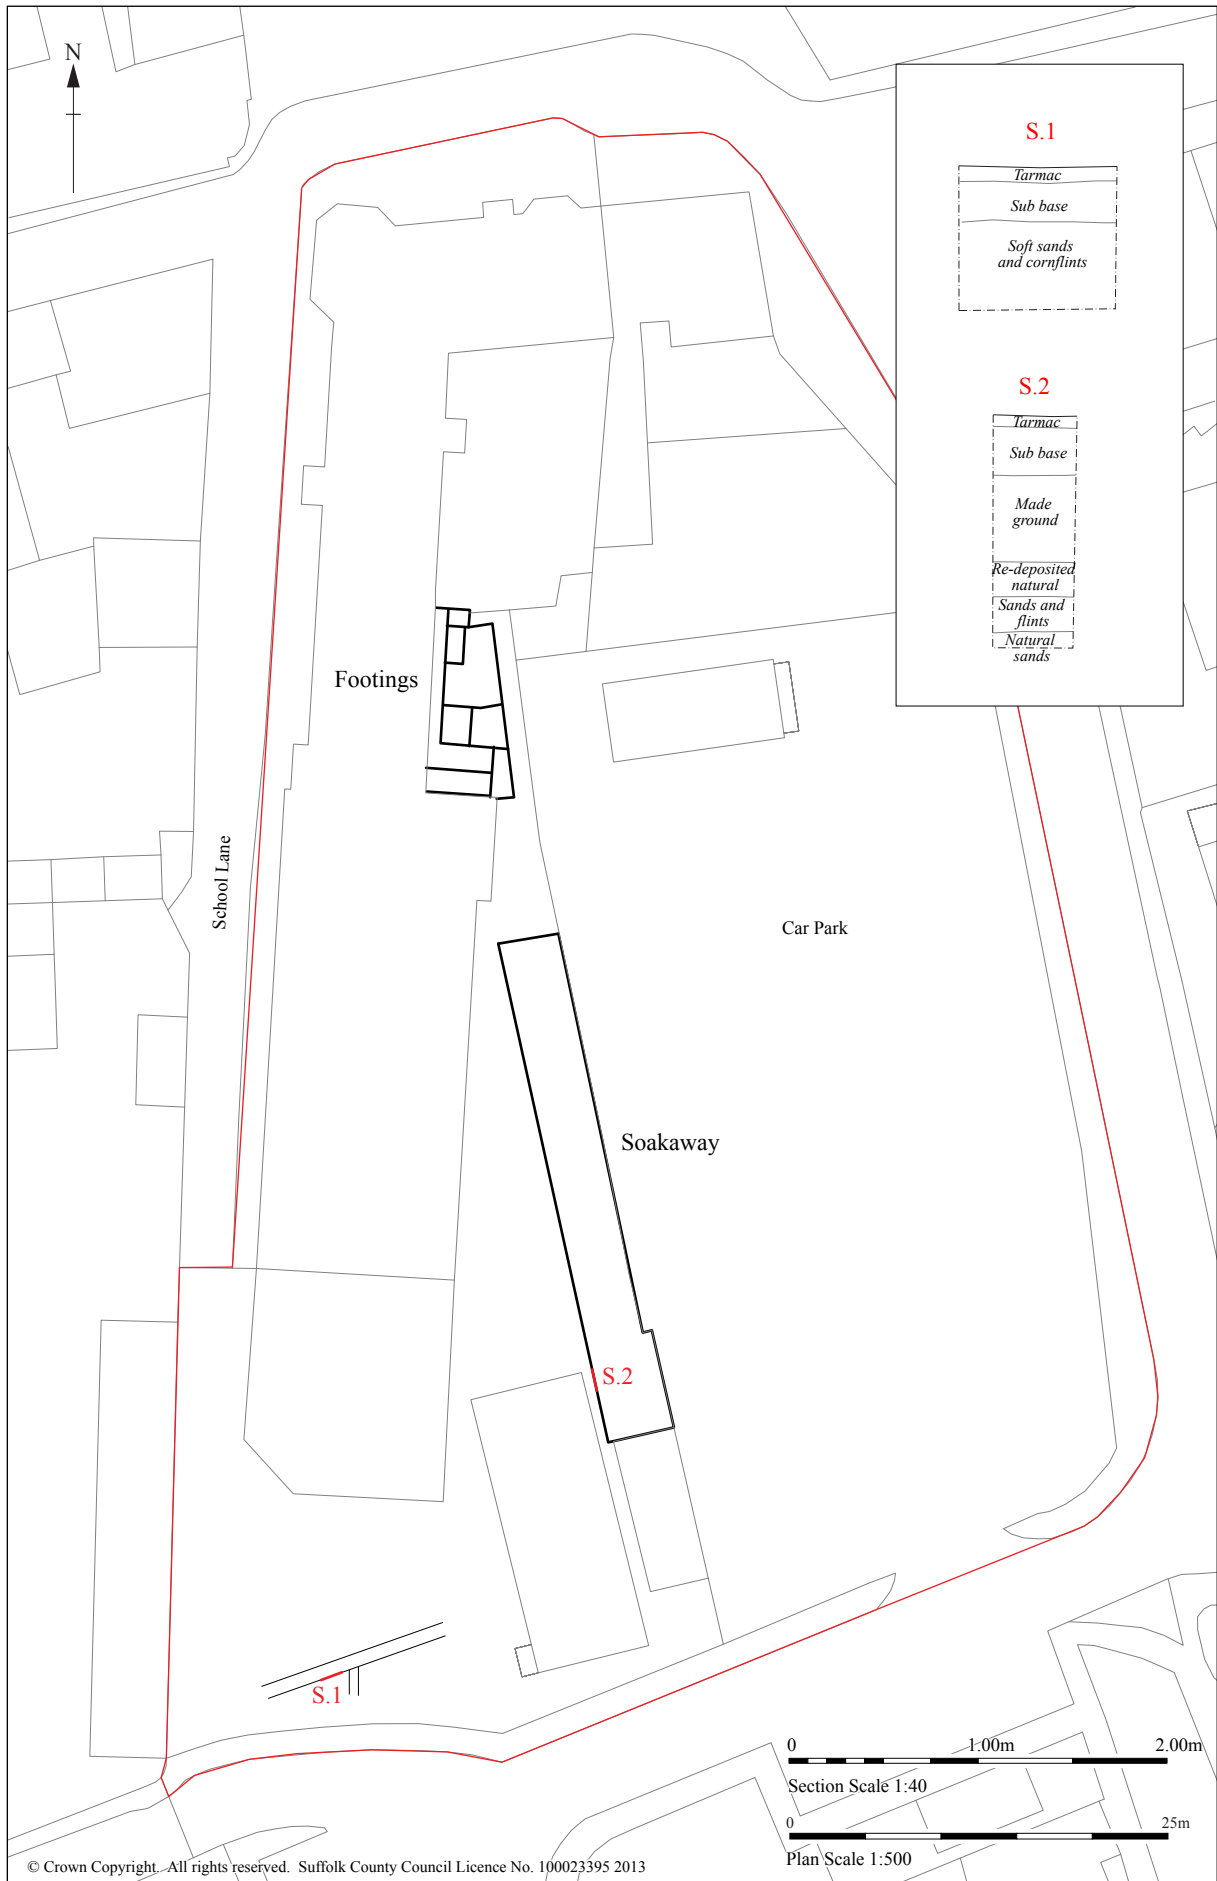 N
S.1
Tarmac
Sub base
Soft sands
and cornflints
S.2
Tarmac
Sub base
Made
ground
Re-deposited
natural
Sands and
flints
Natural
sands
Footings
School Lane
Car Park
Soakaway
S.2
S.1
0 1.00m 2.00m
Section Scale 1:40
0 25m
Plan Scale 1:500
© Crown Copyright. All rights reserved. Suffolk County Council Licence No. 100023395 2013